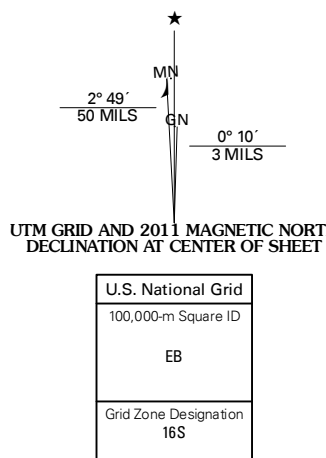 ★
MN
GN
2° 49´
50 MILS
0° 10´
3 MILS
UTM GRID AND 2011 MAGNETIC NORT
DECLINATION AT CENTER OF SHEET
U.S. National Grid
100,000-m Square ID
EB
Grid Zone Designation
16S